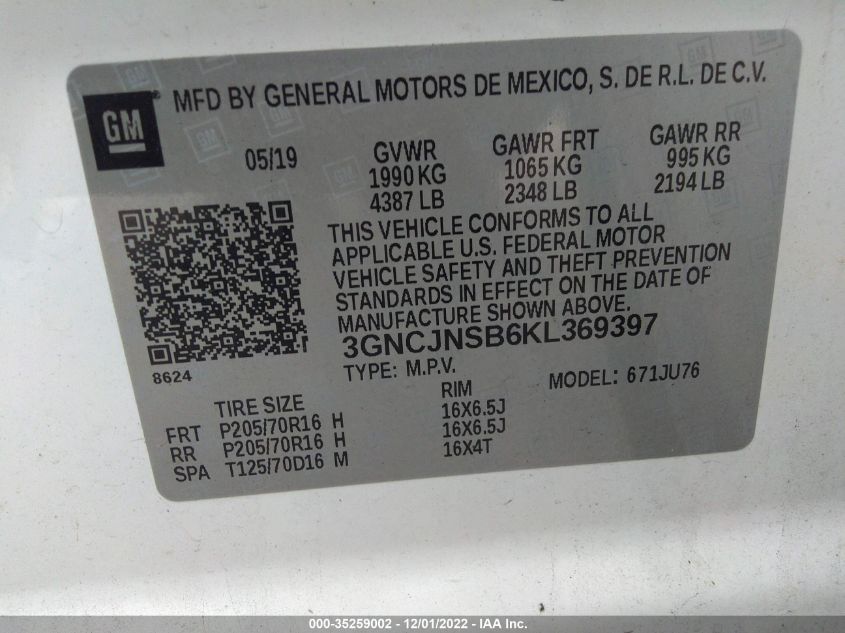 GM
MFD BY GENERAL MOTORS DE MEXICO, S. DE R.L. DE C.V.
05/19 GVWR GAWR FRT GAWR RR
1990 KG 1065 KG 995 KG
4387 LB 2348 LB 2194 LB
THIS VEHICLE CONFORMS TO ALL
APPLICABLE U.S. FEDERAL MOTOR
VEHICLE SAFETY AND THEFT PREVENTION
STANDARDS IN EFFECT ON THE DATE OF
MANUFACTURE SHOWN ABOVE.
3GNCJNSB6KL369397
8624
TYPE: M.P.V. MODEL: 671JU76
TIRE SIZE RIM
FRT P205/70R16 H 16X6.5J
RR P205/70R16 H 16X6.5J
SPA T125/70D16 M 16X4T
000-35259002 - 12/01/2022 - IAA Inc.